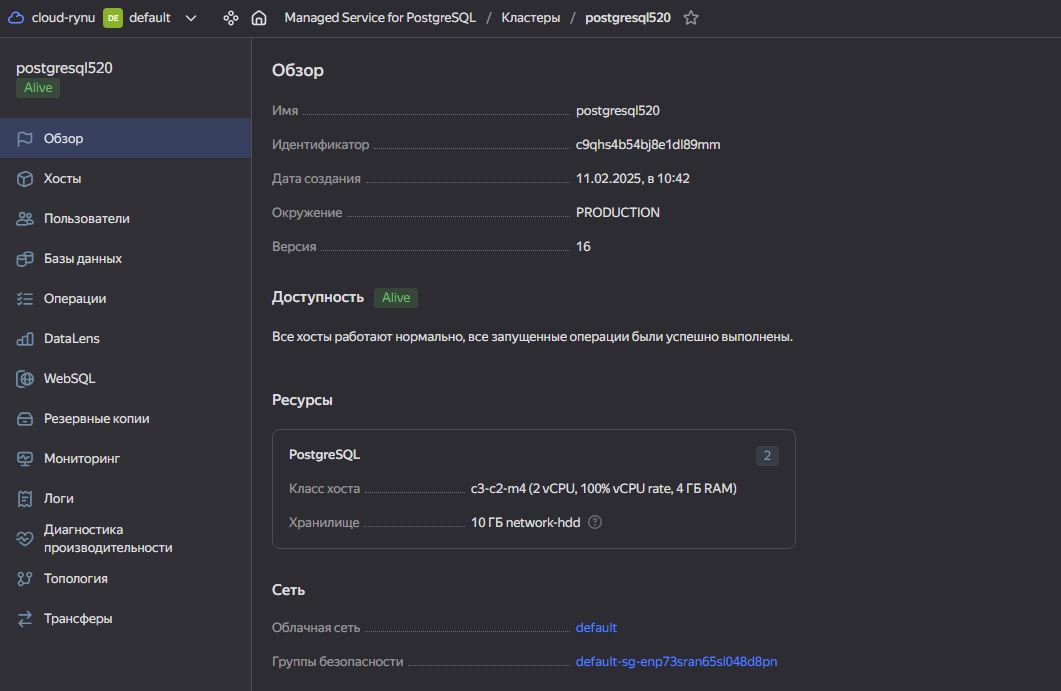 cloud-rynu DE default Managed Service for PostgreSQL / Кластеры / postgresql520
postgresql520
Alive
Обзор
Хосты
Пользователи
Базы данных
Операции
DataLens
WebSQL
Резервные копии
Мониторинг
Логи
Диагностика
производительности
Топология
Трансферы
Обзор
Имя postgresql520
Идентификатор c9qhs4b54bj8e1dl89mm
Дата создания 11.02.2025, в 10:42
Окружение PRODUCTION
Версия 16
Доступность Alive
Все хосты работают нормально, все запущенные операции были успешно выполнены.
Ресурсы
PostgreSQL 2
Класс хоста c3-c2-m4 (2 vCPU, 100% vCPU rate, 4 ГБ RAM)
Хранилище 10 ГБ network-hdd ?
Сеть
Облачная сеть default
Группы безопасности default-sg-enp73sran65sl048d8pn